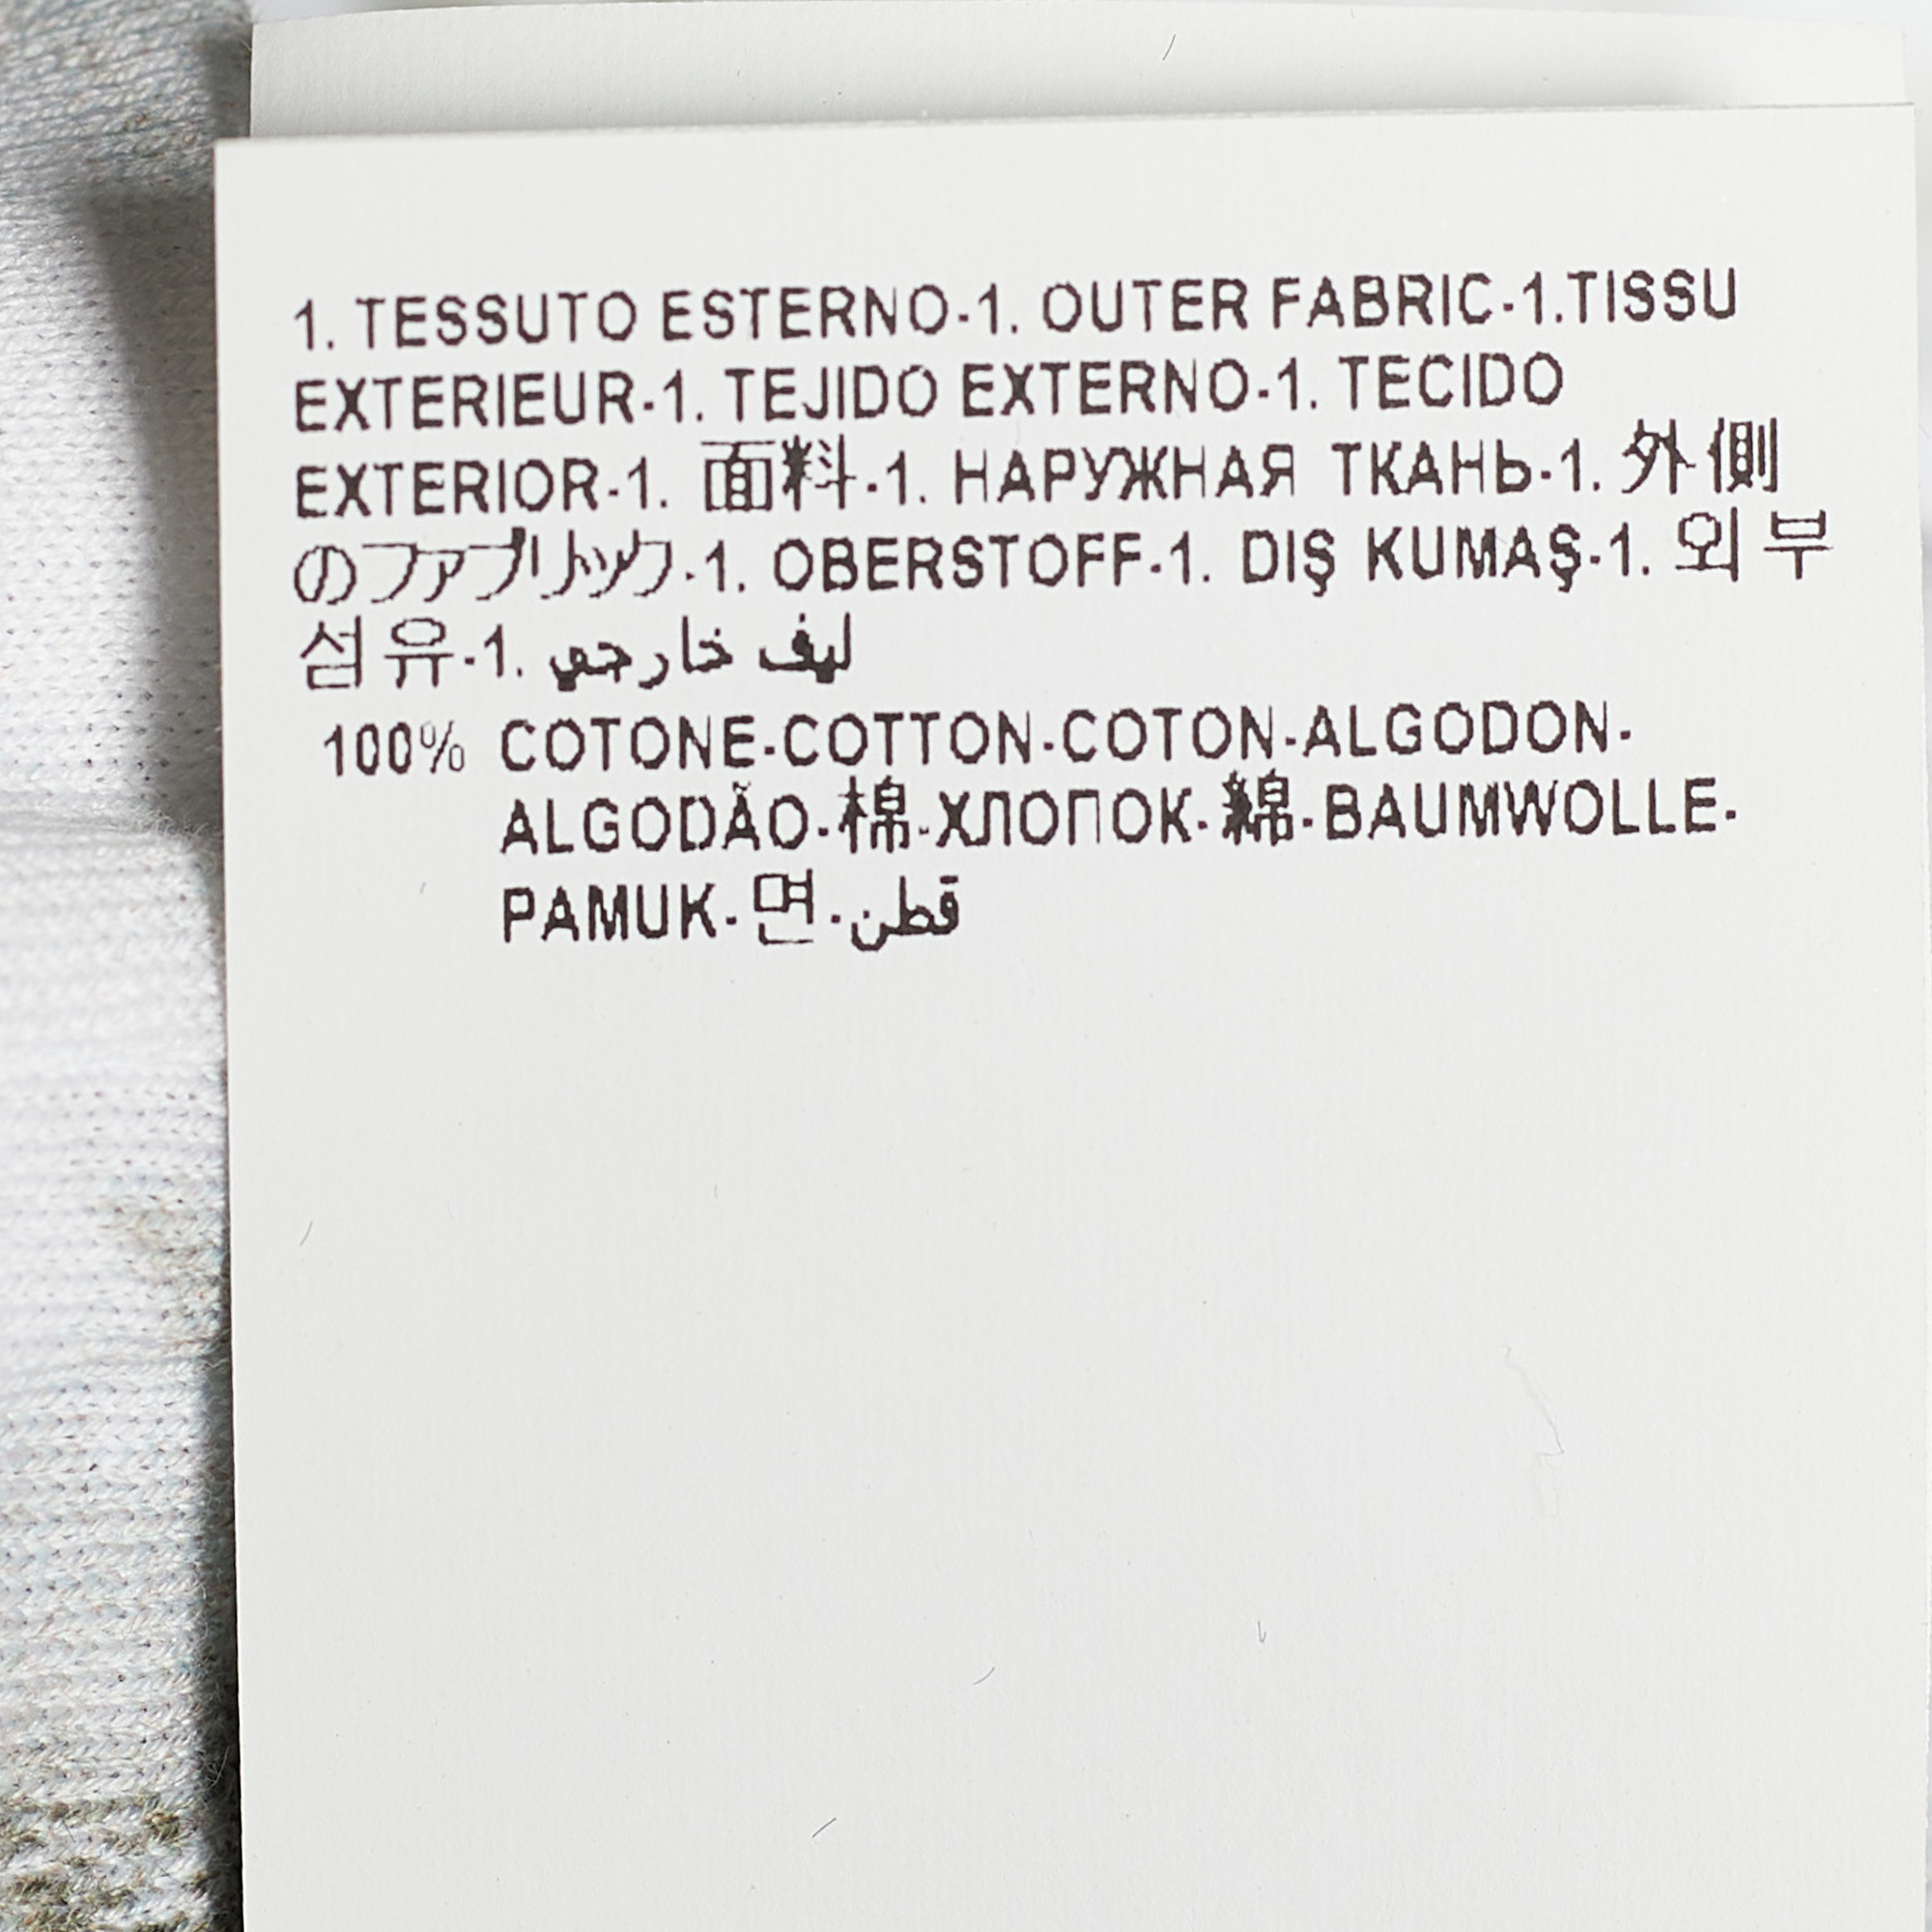 1. TESSUTO ESTERNO-1. OUTER FABRIC-1.TISSU
EXTERIEUR-1. TEJIDO EXTERNO-1. TECIDO
EXTERIOR-1. 面料-1. НАРУЖНАЯ ТКАНЬ-1. 外側
のファブリック-1. OBERSTOFF-1. DIŞ KUMAŞ-1. 외부
섬유-1. ليف خارجي
100% COTONE-COTTON-COTON-ALGODON-
ALGODÃO-棉-ХЛОПОК-綿-BAUMWOLLE-
PAMUK-면-قطن